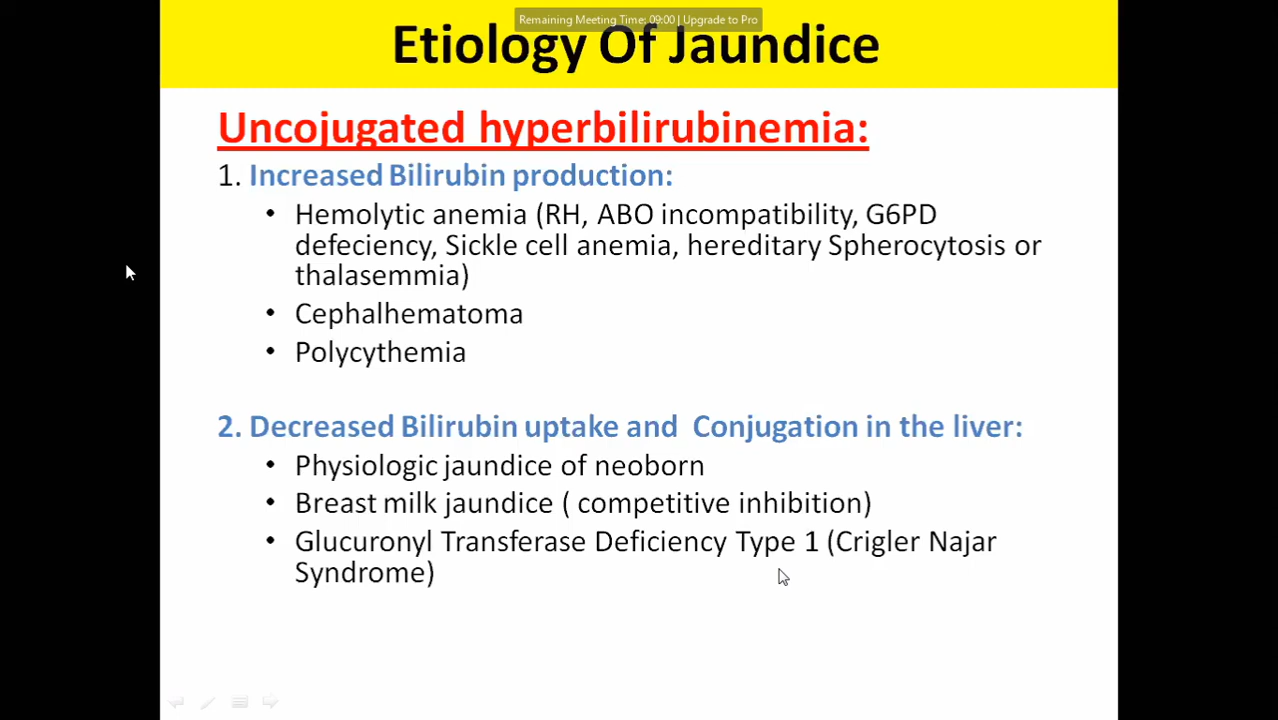 Remaining Meeting Time: 09:00 | Upgrade to Pro
Etiology Of Jaundice
Uncojugated hyperbilirubinemia:
1. Increased Bilirubin production:
• Hemolytic anemia (RH, ABO incompatibility, G6PD
defeciency, Sickle cell anemia, hereditary Spherocytosis or
thalasemmia)
• Cephalhematoma
• Polycythemia
2. Decreased Bilirubin uptake and  Conjugation in the liver:
• Physiologic jaundice of neoborn
• Breast milk jaundice ( competitive inhibition)
• Glucuronyl Transferase Deficiency Type 1 (Crigler Najar
Syndrome)